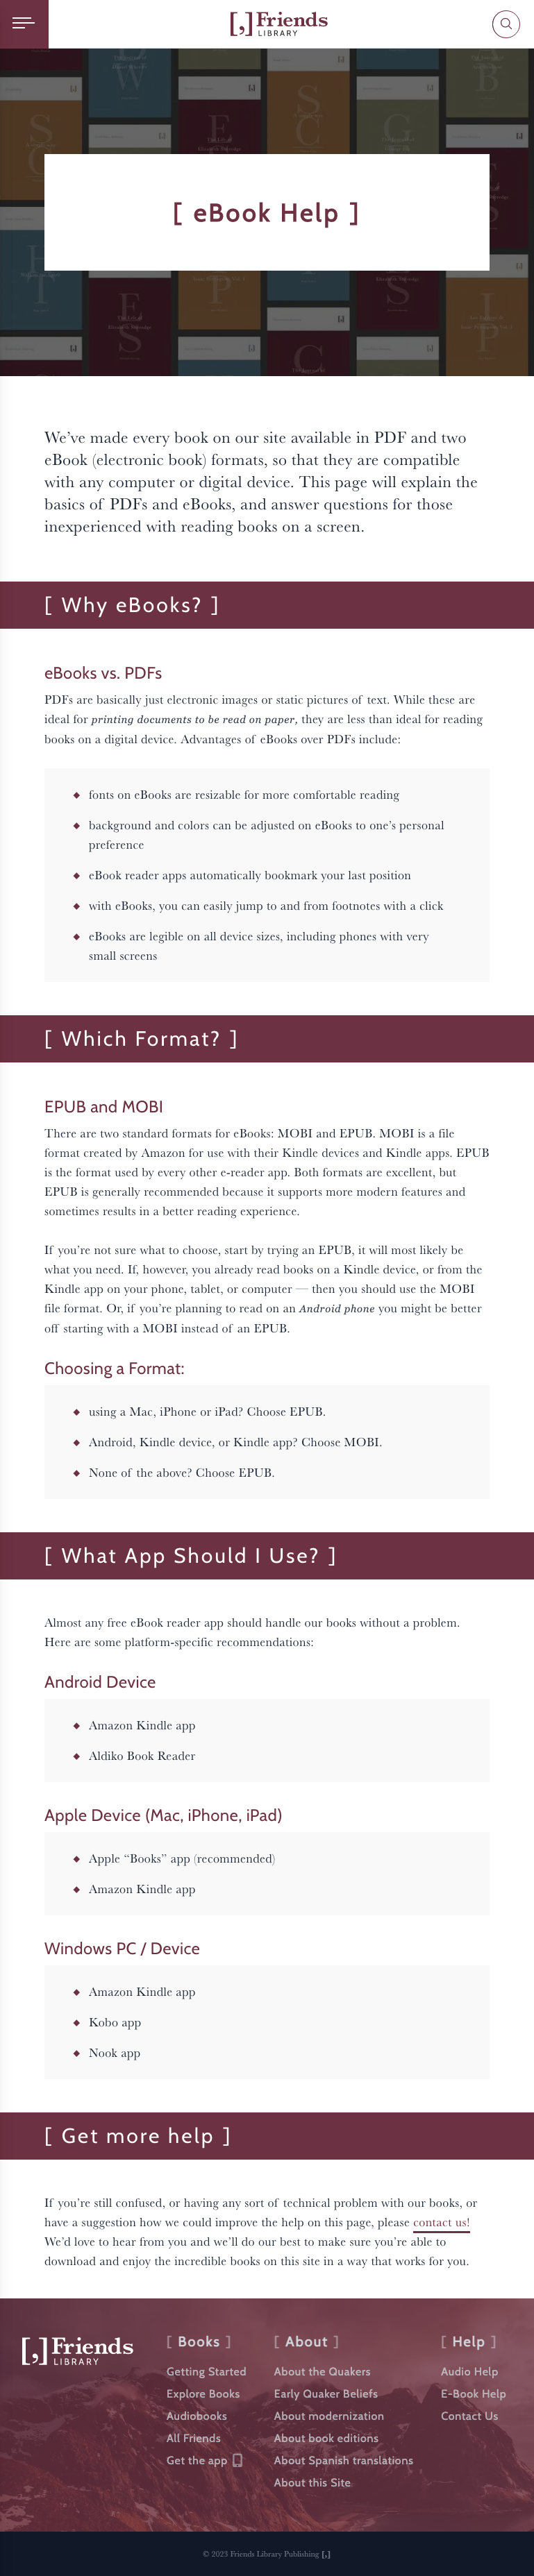 [,] Friends
LIBRARY
[ eBook Help ]
We’ve made every book on our site available in PDF and two
eBook (electronic book) formats, so that they are compatible
with any computer or digital device. This page will explain the
basics of PDFs and eBooks, and answer questions for those
inexperienced with reading books on a screen.
[ Why eBooks? ]
eBooks vs. PDFs
PDFs are basically just electronic images or static pictures of text. While these are
ideal for printing documents to be read on paper, they are less than ideal for reading
books on a digital device. Advantages of eBooks over PDFs include:
◆ fonts on eBooks are resizable for more comfortable reading
◆ background and colors can be adjusted on eBooks to one’s personal
preference
◆ eBook reader apps automatically bookmark your last position
◆ with eBooks, you can easily jump to and from footnotes with a click
◆ eBooks are legible on all device sizes, including phones with very
small screens
[ Which Format? ]
EPUB and MOBI
There are two standard formats for eBooks: MOBI and EPUB. MOBI is a file
format created by Amazon for use with their Kindle devices and Kindle apps. EPUB
is the format used by every other e-reader app. Both formats are excellent, but
EPUB is generally recommended because it supports more modern features and
sometimes results in a better reading experience.
If you’re not sure what to choose, start by trying an EPUB, it will most likely be
what you need. If, however, you already read books on a Kindle device, or from the
Kindle app on your phone, tablet, or computer — then you should use the MOBI
file format. Or, if you’re planning to read on an Android phone you might be better
off starting with a MOBI instead of an EPUB.
Choosing a Format:
◆ using a Mac, iPhone or iPad? Choose EPUB.
◆ Android, Kindle device, or Kindle app? Choose MOBI.
◆ None of the above? Choose EPUB.
[ What App Should I Use? ]
Almost any free eBook reader app should handle our books without a problem.
Here are some platform-specific recommendations:
Android Device
◆ Amazon Kindle app
◆ Aldiko Book Reader
Apple Device (Mac, iPhone, iPad)
◆ Apple “Books” app (recommended)
◆ Amazon Kindle app
Windows PC / Device
◆ Amazon Kindle app
◆ Kobo app
◆ Nook app
[ Get more help ]
If you’re still confused, or having any sort of technical problem with our books, or
have a suggestion how we could improve the help on this page, please contact us!
We’d love to hear from you and we’ll do our best to make sure you’re able to
download and enjoy the incredible books on this site in a way that works for you.
[,] Friends
LIBRARY
[ Books ]
Getting Started
Explore Books
Audiobooks
All Friends
Get the app
[ About ]
About the Quakers
Early Quaker Beliefs
About modernization
About book editions
About Spanish translations
About this Site
[ Help ]
Audio Help
E-Book Help
Contact Us
© 2023 Friends Library Publishing [,]